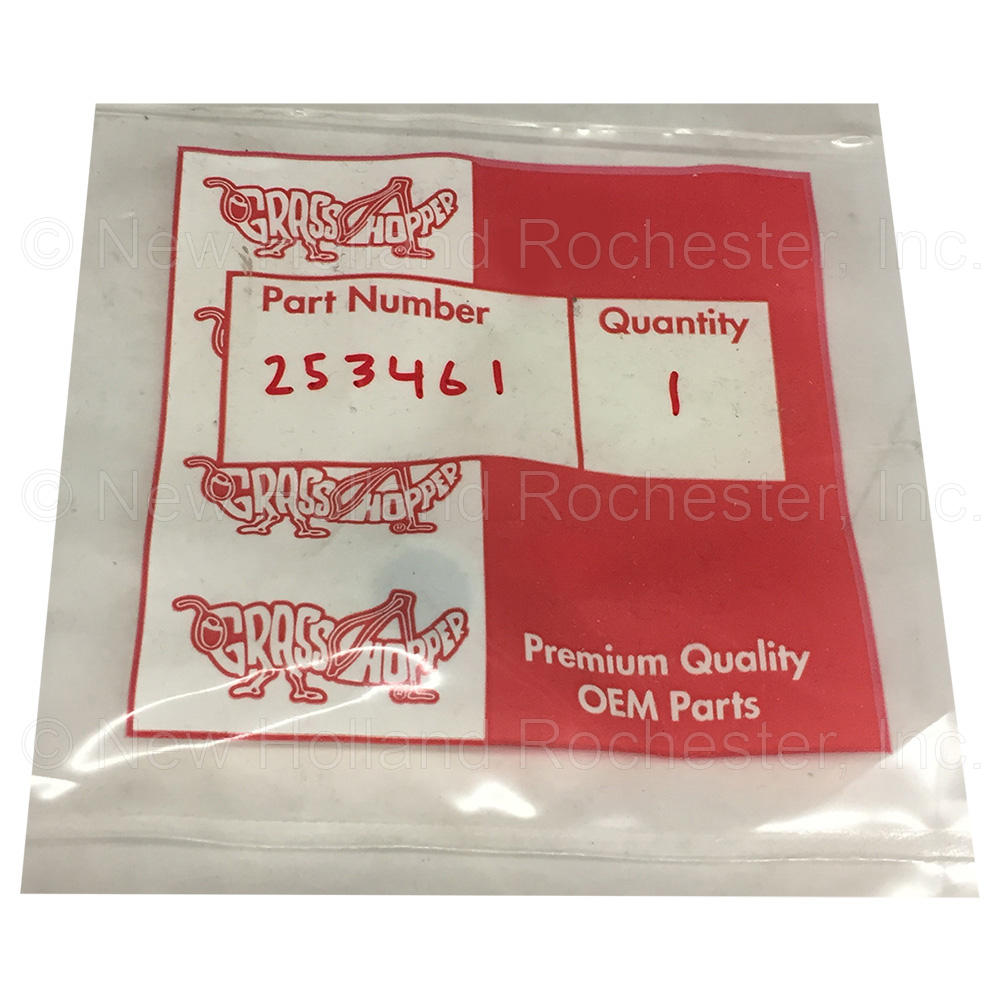 GRASSHOPPER
© New Holland Rochester, Inc.
Part Number
Quantity
253461
1
GRASSHOPPER
© New Holland Rochester, Inc.
GRASSHOPPER
Premium Quality
OEM Parts
© New Holland Rochester, Inc.